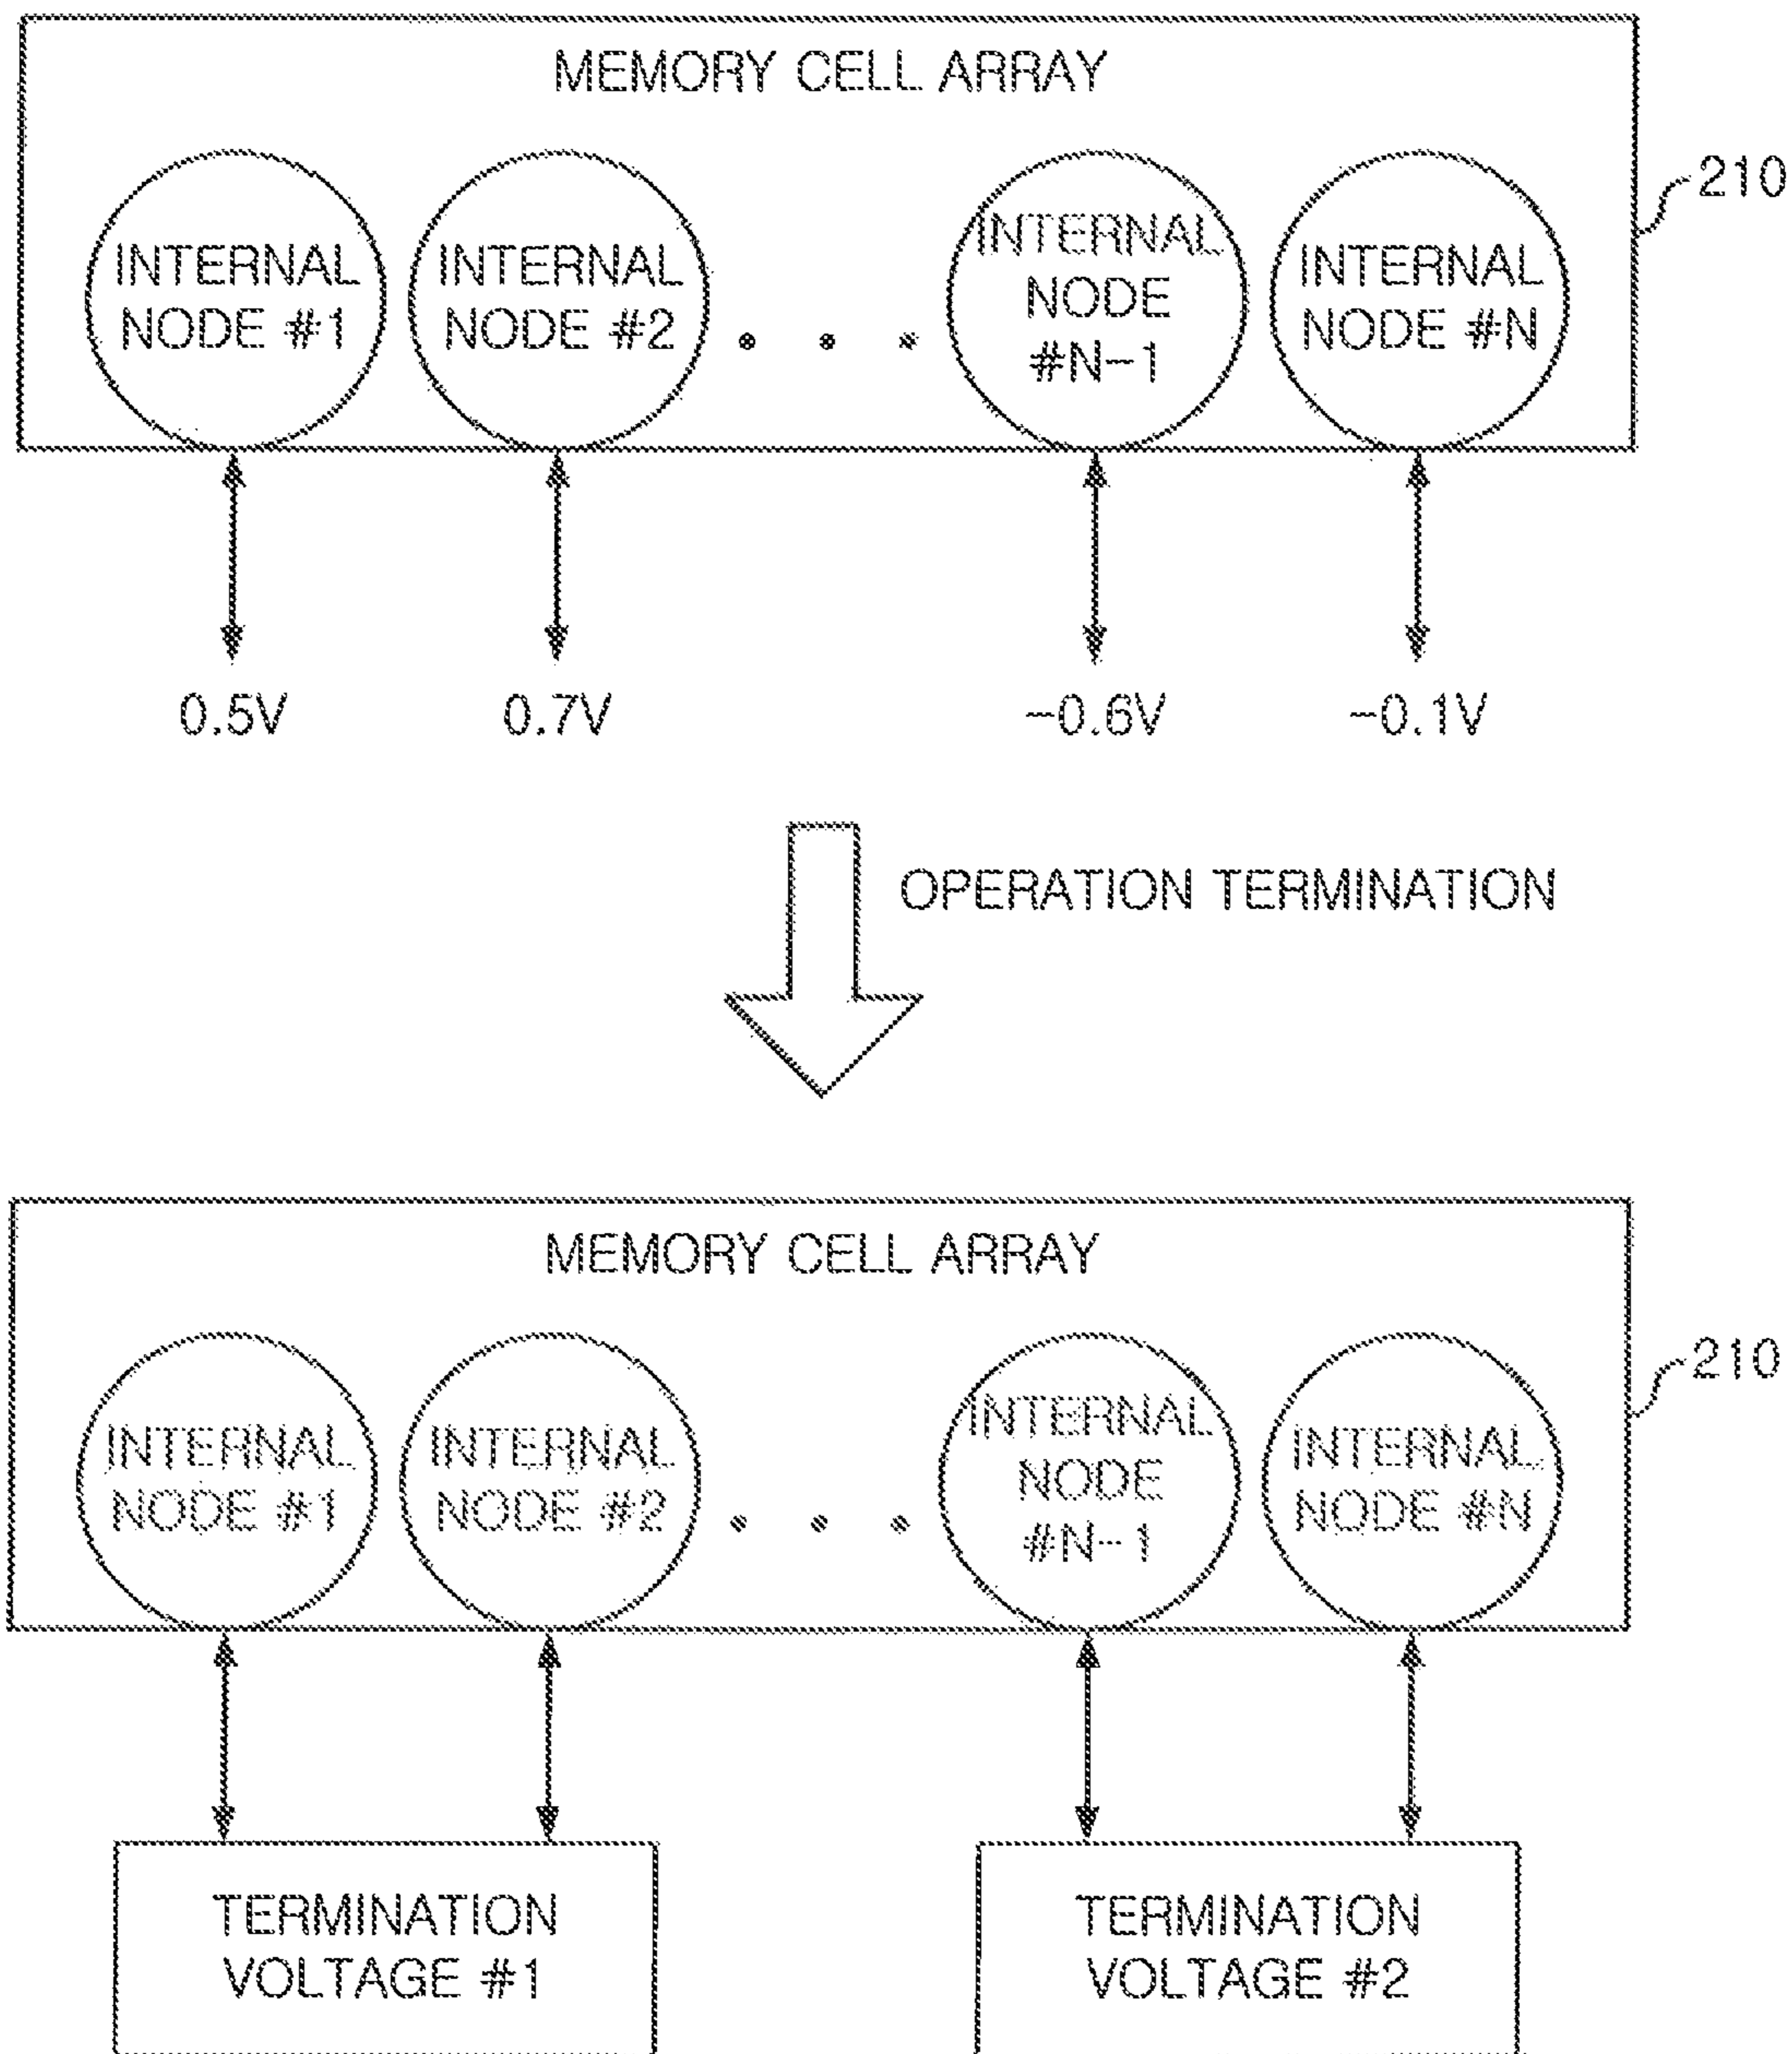 MEMORY CELL ARRAY
INTERNAL
NODE #1
INTERNAL
NODE #2
INTERNAL
NODE
#N-1
INTERNAL
NODE #N
210
0.5V
0.7V
-0.6V
-0.1V
OPERATION TERMINATION
MEMORY CELL ARRAY
INTERNAL
NODE #1
INTERNAL
NODE #2
INTERNAL
NODE
#N-1
INTERNAL
NODE #N
210
TERMINATION
VOLTAGE #1
TERMINATION
VOLTAGE #2